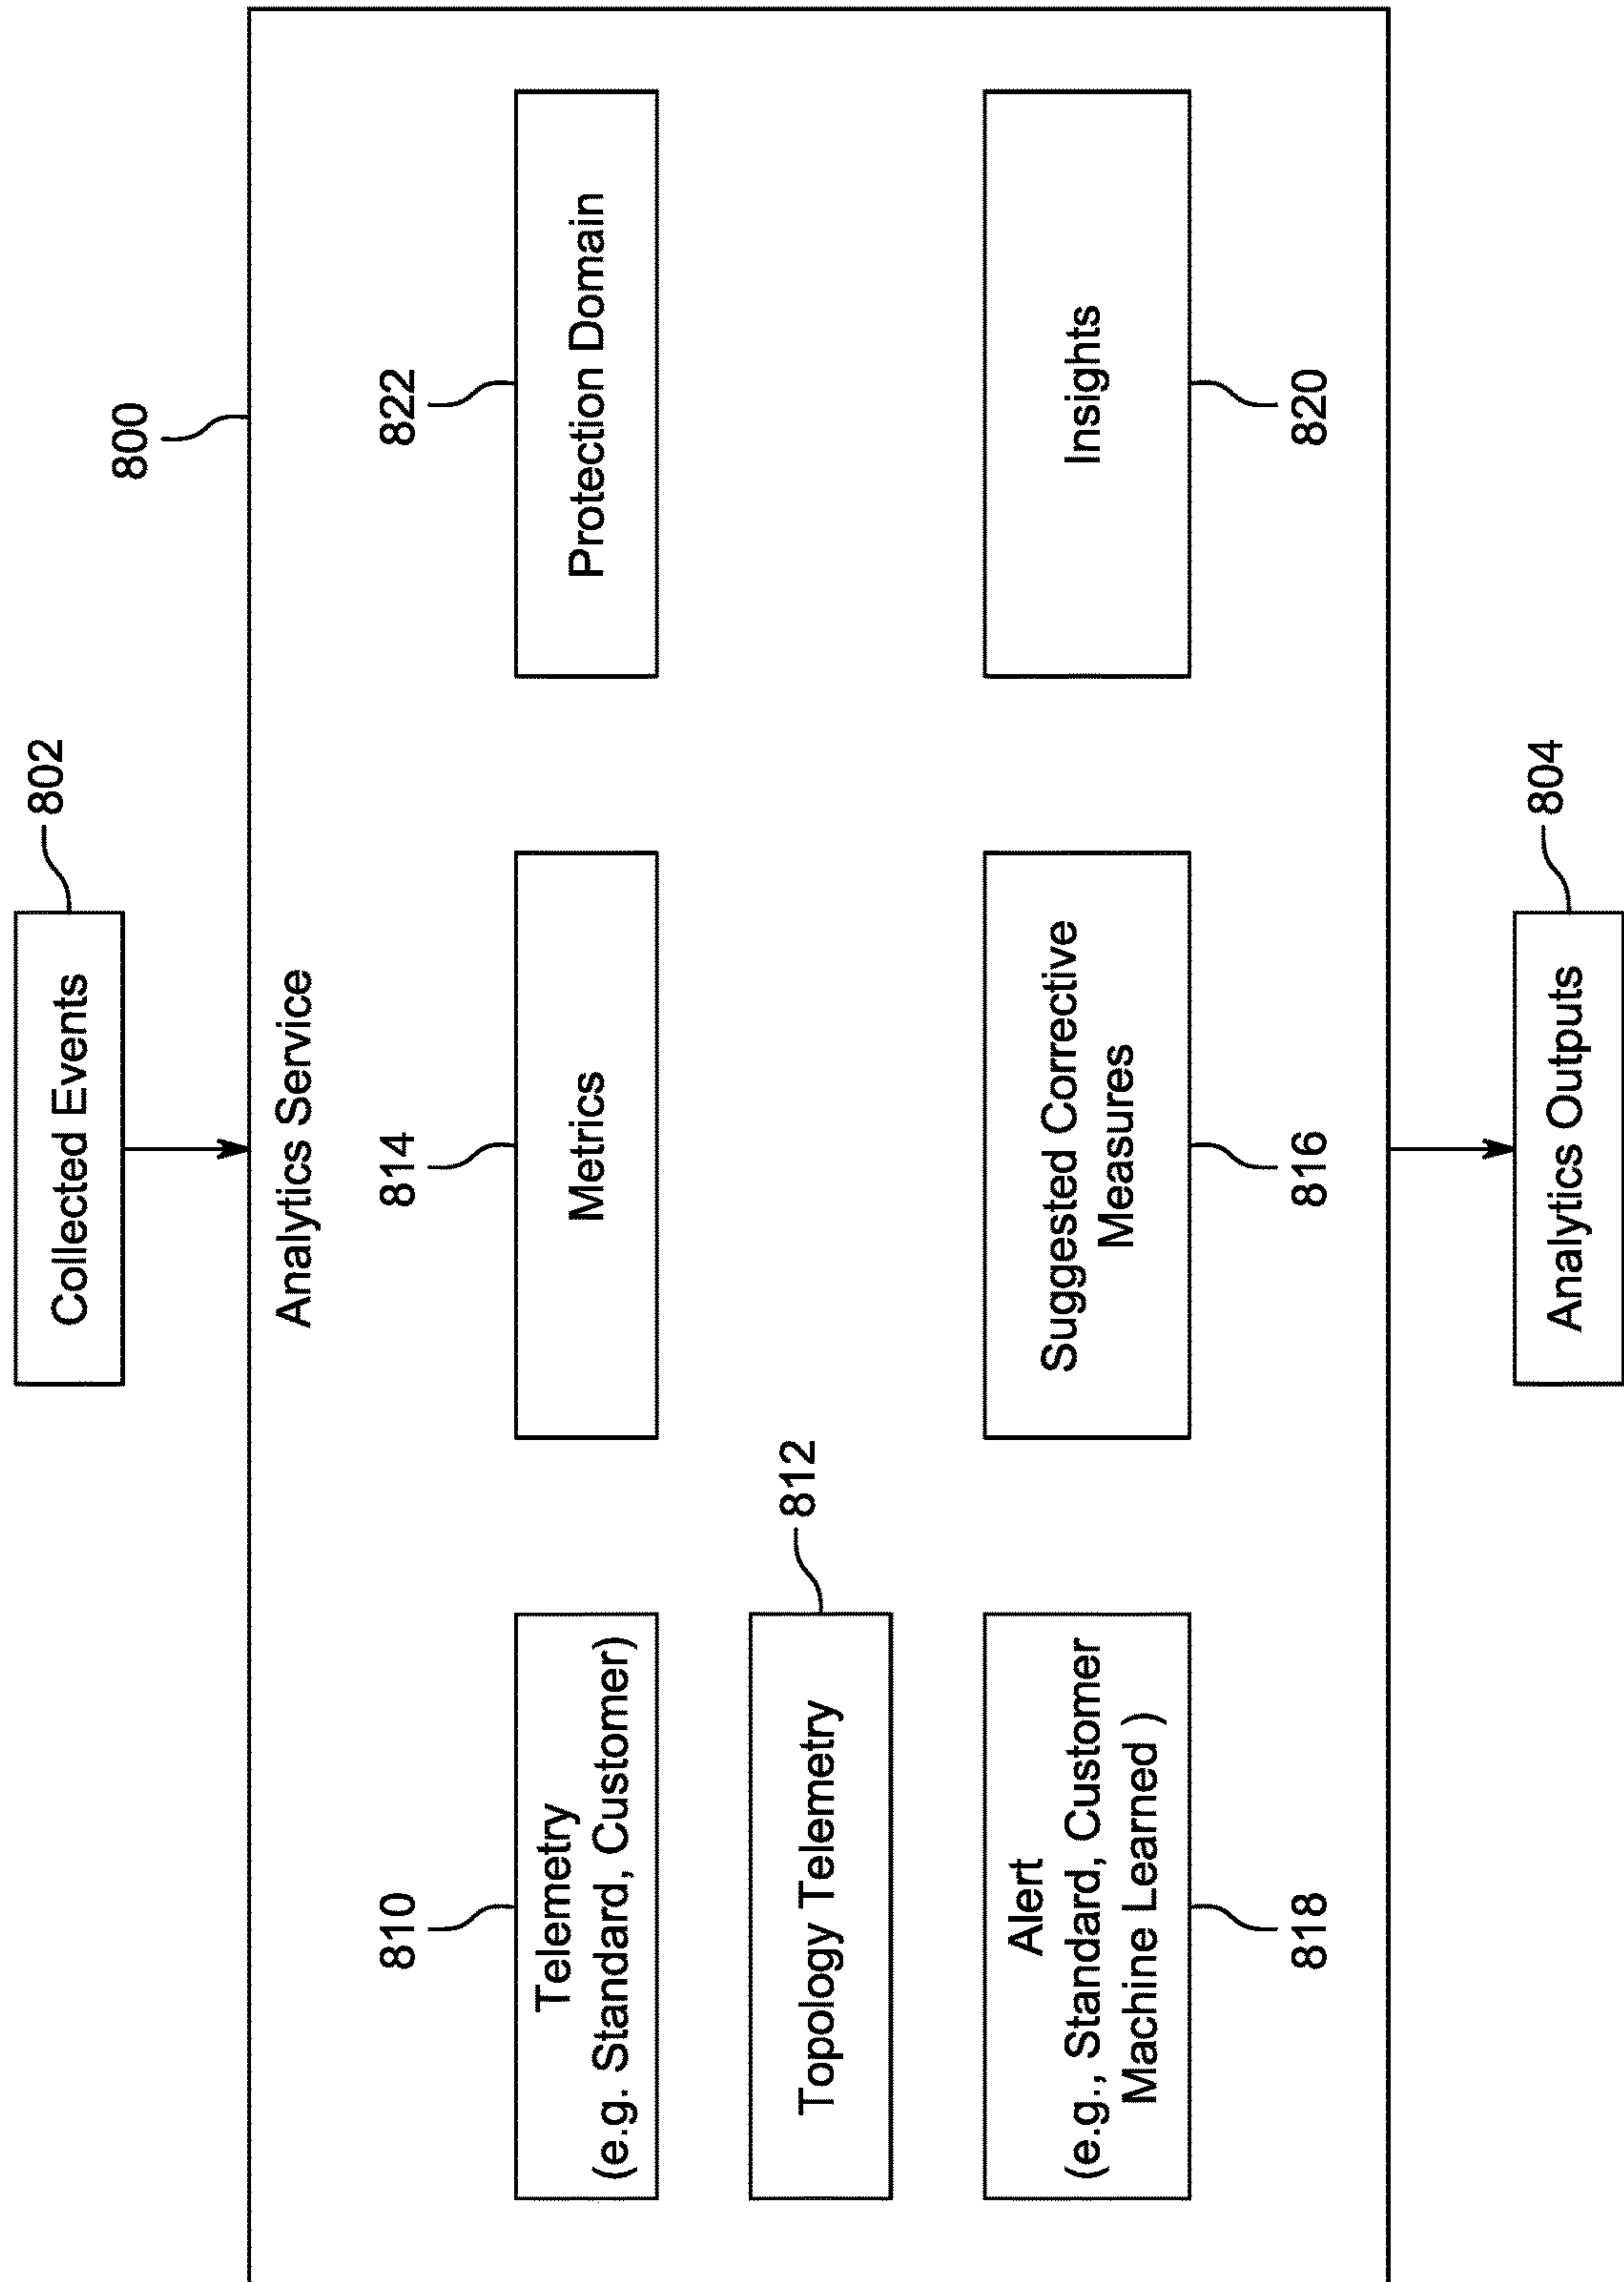 Collected Events
802
800
Analytics Service
810
814
822
Telemetry
(e.g. Standard, Customer)
Metrics
Protection Domain
812
Topology Telemetry
Alert
(e.g., Standard, Customer
Machine Learned )
Suggested Corrective
Measures
Insights
818
816
820
804
Analytics Outputs